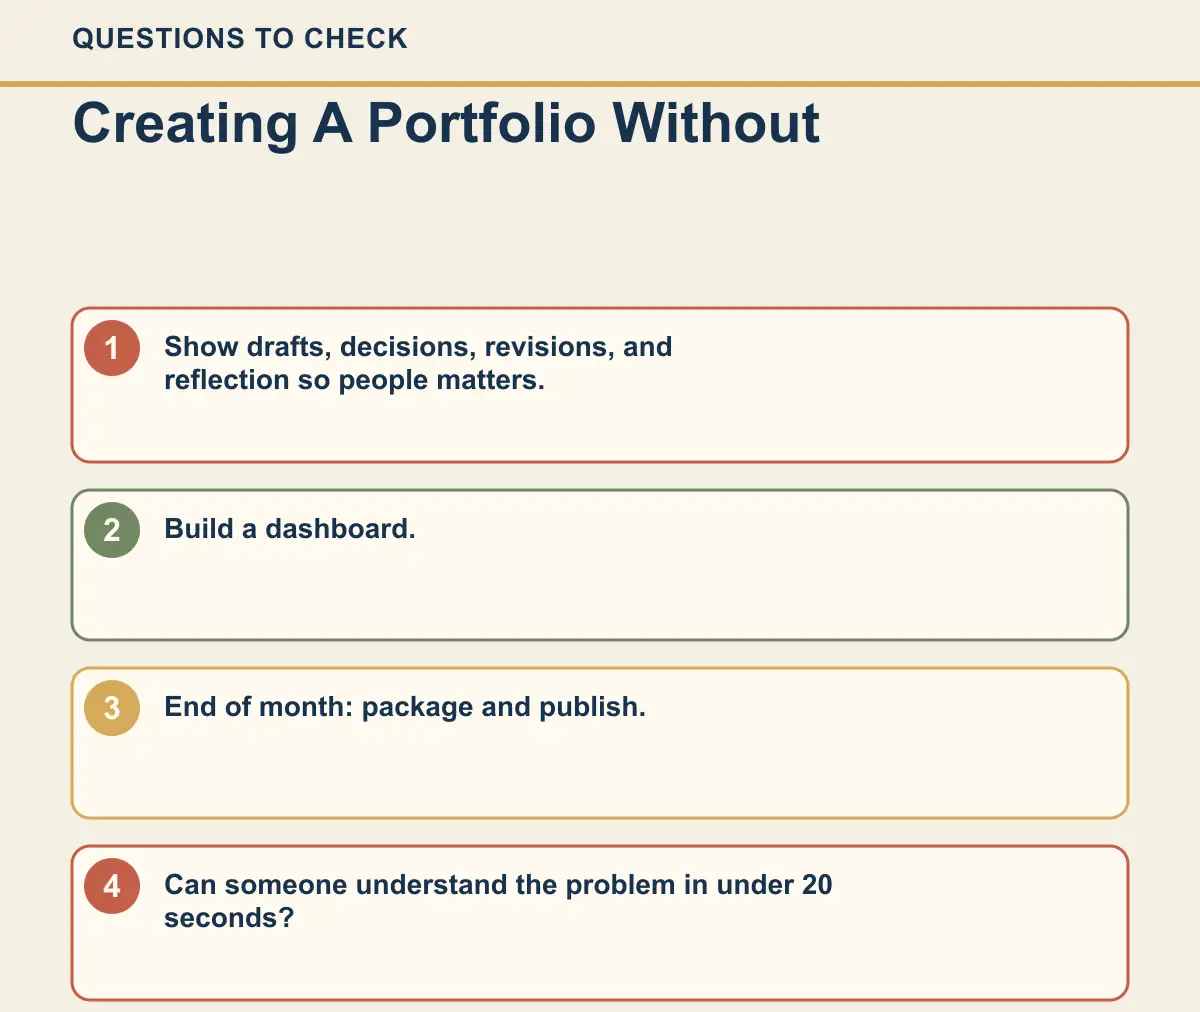 QUESTIONS TO CHECK
Creating A Portfolio Without
1
Show drafts, decisions, revisions, and
reflection so people matters.
2
Build a dashboard.
3
End of month: package and publish.
4
Can someone understand the problem in under 20
seconds?